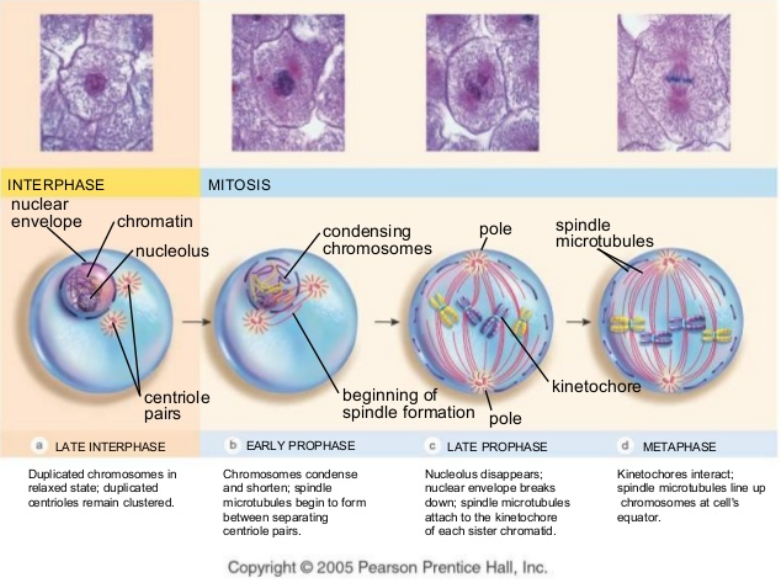 INTERPHASE
MITOSIS
nuclear
envelope
chromatin
nucleolus
centriole
pairs
condensing
chromosomes
beginning of
spindle formation
pole
kinetochore
pole
spindle
microtubules
a LATE INTERPHASE
b EARLY PROPHASE
c LATE PROPHASE
d METAPHASE
Duplicated chromosomes in
relaxed state; duplicated
centrioles remain clustered.
Chromosomes condense
and shorten; spindle
microtubules begin to form
between separating
centriole pairs.
Nucleolus disappears;
nuclear envelope breaks
down; spindle microtubules
attach to the kinetochore
of each sister chromatid.
Kinetochores interact;
spindle microtubules line up
chromosomes at cell's
equator.
Copyright © 2005 Pearson Prentice Hall, Inc.